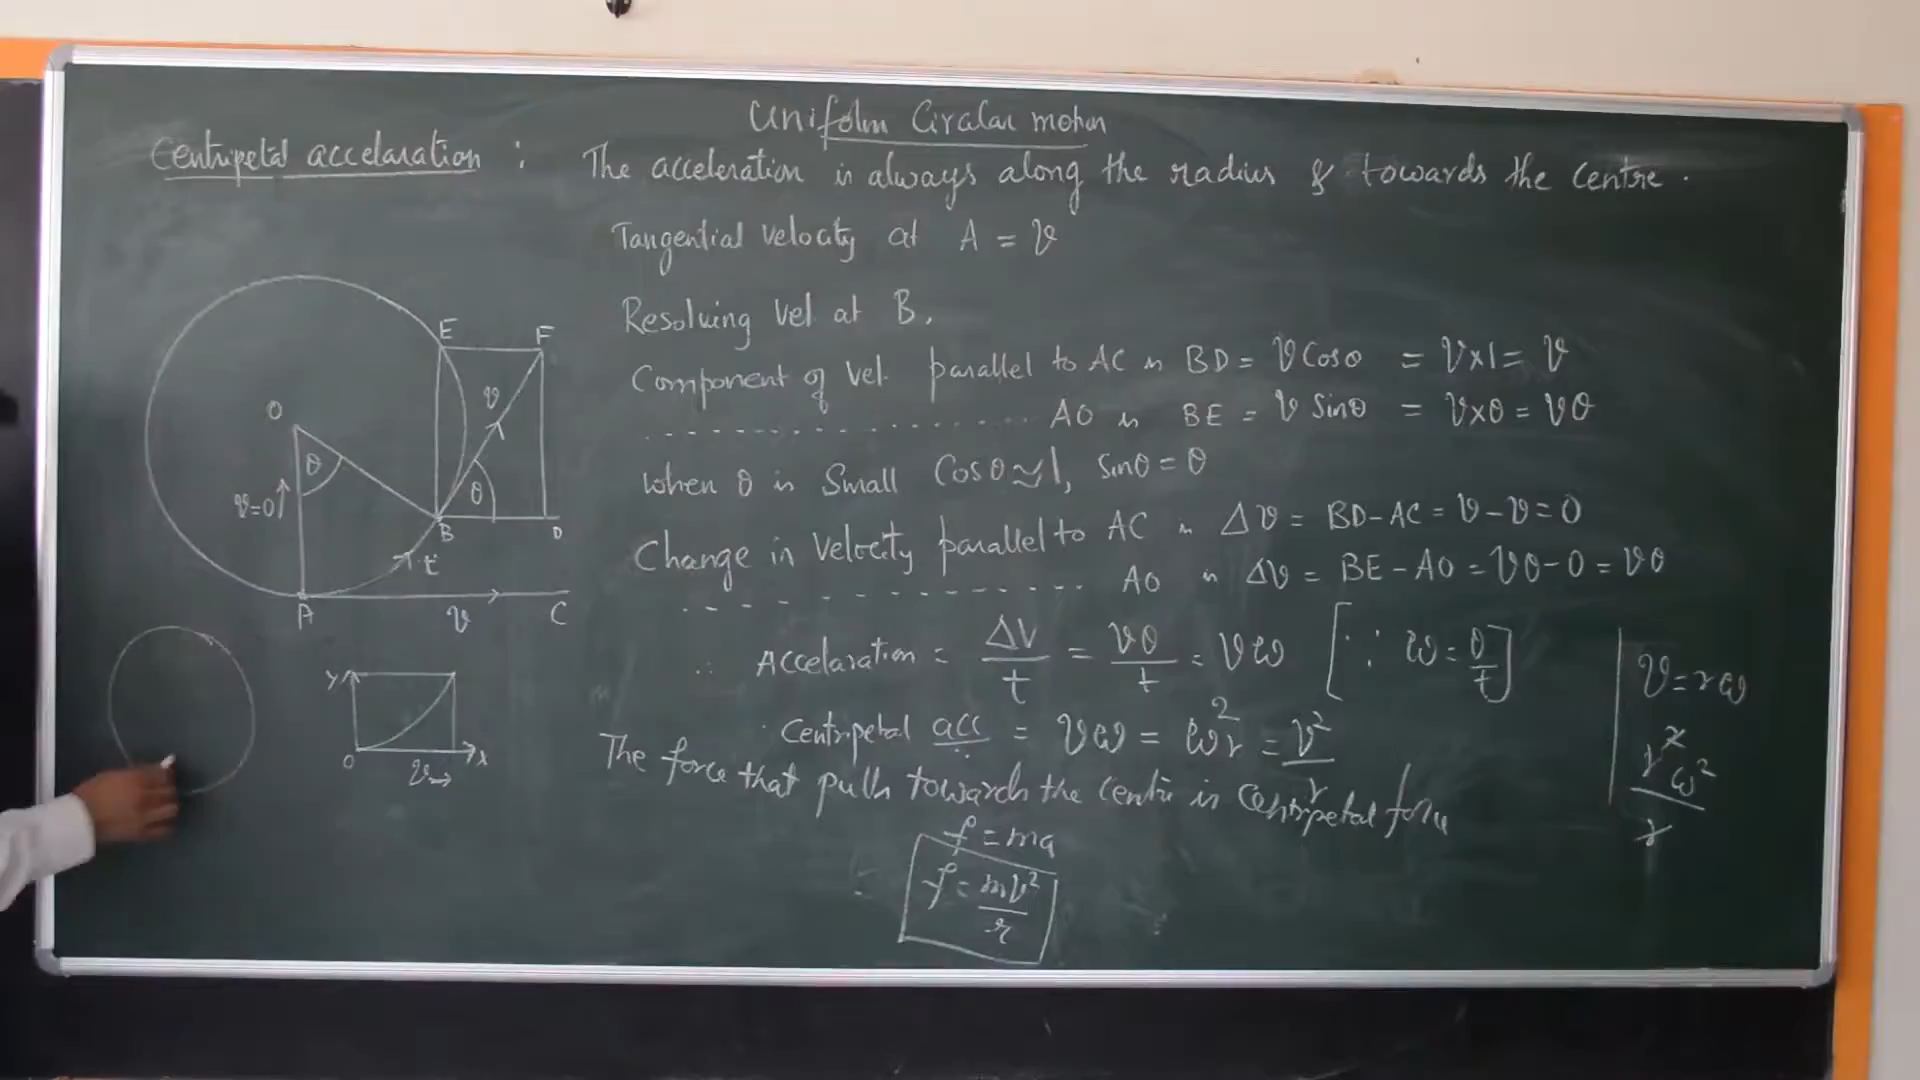 Uniform Circular motion
Centripetal accelaration : The acceleration is always along the radius & towards the centre.
Tangential velocity at A = v
Resolving vel at B.
Component of vel. parallel to AC is BD = v Cosθ = v×1 = v
.................. AO is BE = v Sinθ = v×θ = vθ
when θ is small Cosθ≈1, Sinθ = θ
Change in velocity parallel to AC is Δv = BD-AC = v-v=0
- - - - - - - - - - - - - AO is Δv = BE-AO = vθ-0 = vθ
∴ Accelaration = Δv/t = vθ/t = vω [∵ ω = θ/t]
Centripetal acc = vω = ω²r = v²/r
The force that pulls towards the centre is Centripetal force
f = ma
f = mv²/r
v = rω
r²ω²
r
E F
O v
θ
v=0 θ
B D
t
A v C
y
O v→ x